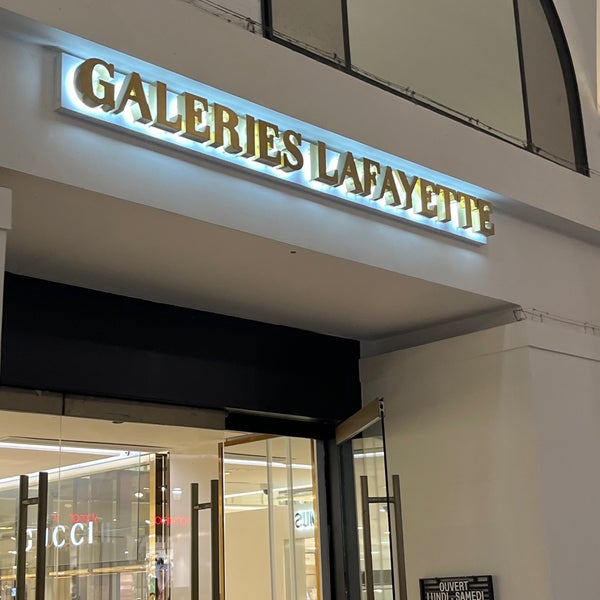 GALERIES LAFAYETTE
GUCCI
OUVERT
LUNDI - SAMEDI